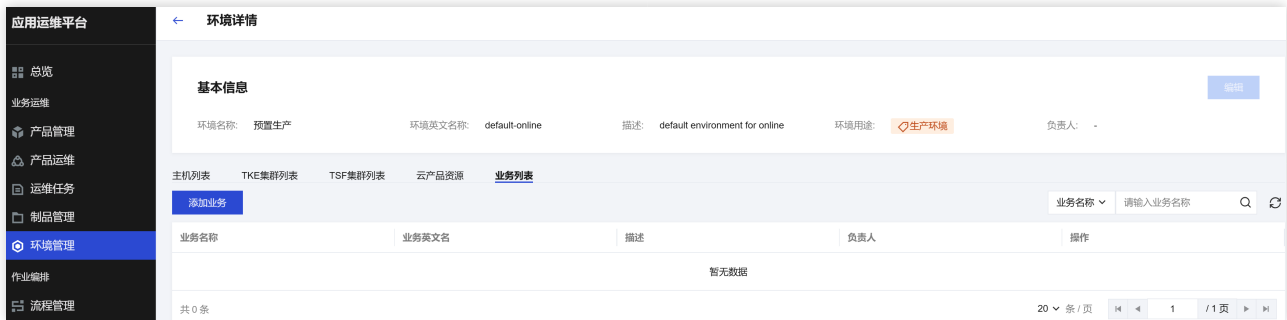 应用运维平台
← 环境详情
总览
业务运维
产品管理
产品运维
运维任务
制品管理
环境管理
作业编排
流程管理
基本信息
编辑
环境名称: 预置生产 环境英文名称: default-online 描述: default environment for online 环境用途: 生产环境 负责人: -
主机列表 TKE集群列表 TSF集群列表 云产品资源 业务列表
添加业务 业务名称 请输入业务名称
业务名称 业务英文名 描述 负责人 操作
暂无数据
共 0 条 20 条 / 页 1 / 1 页